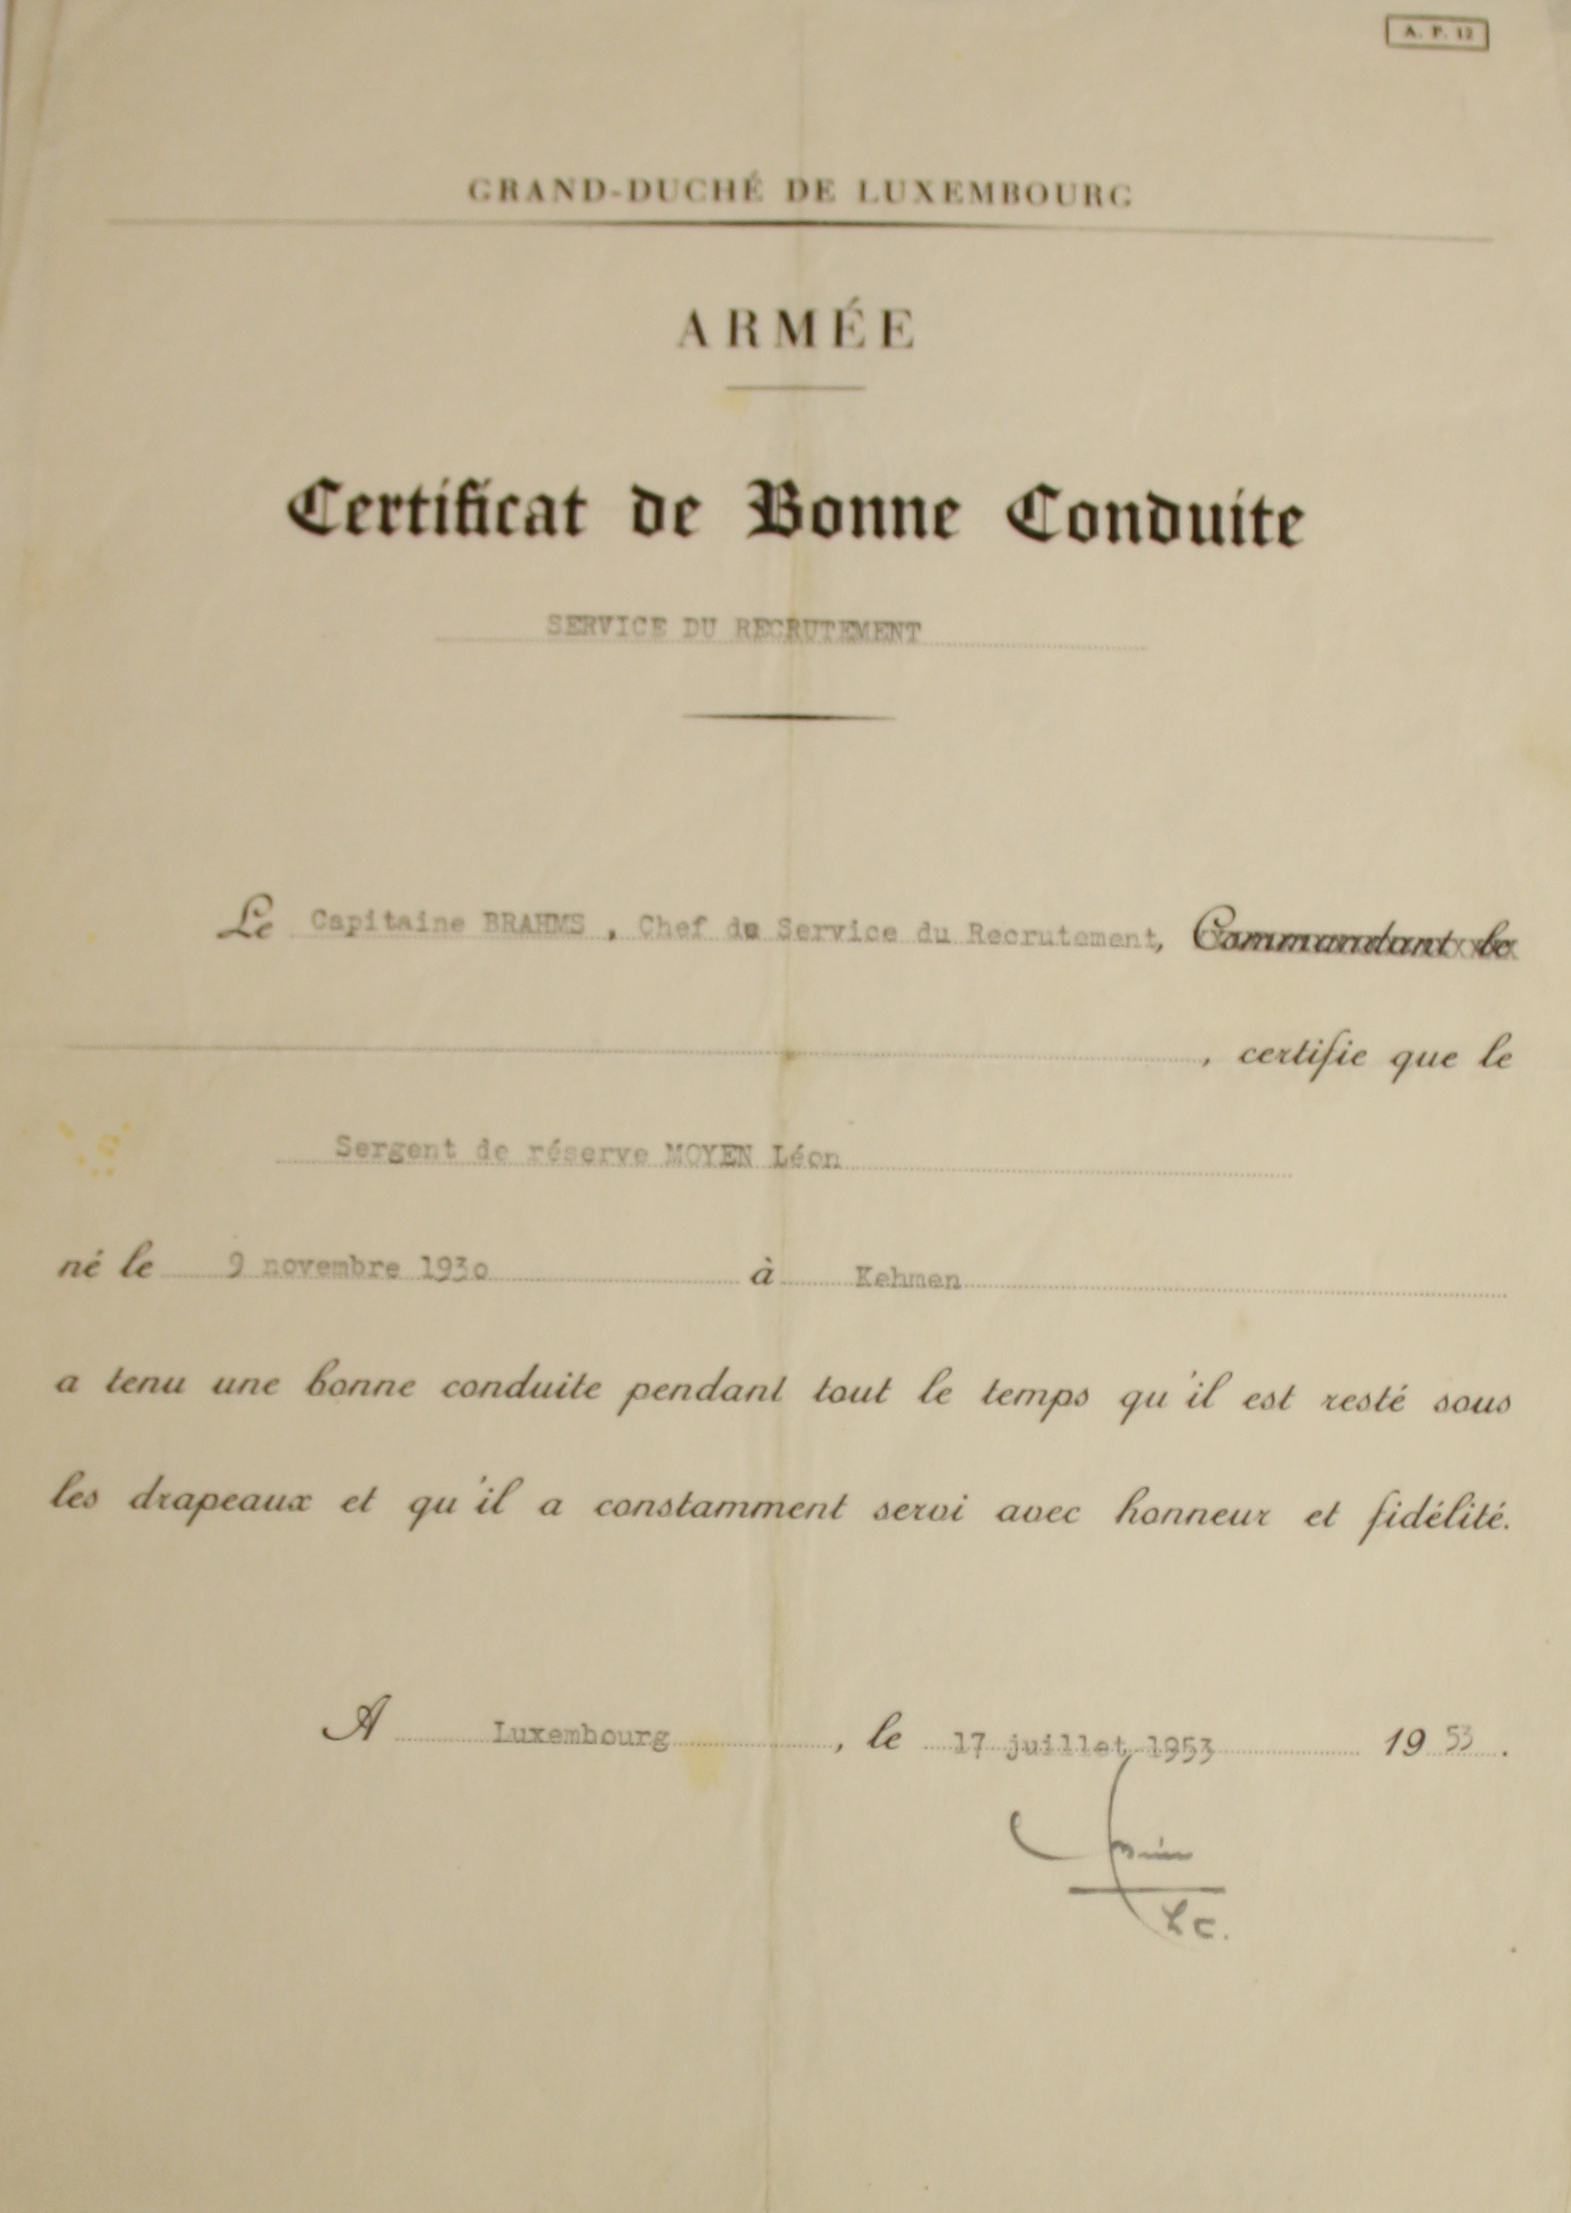 A. P. 12
GRAND-DUCHÉ DE LUXEMBOURG
ARMÉE
Certificat de Bonne Conduite
SERVICE DU RECRUTEMENT
Le Capitaine BRAHMS , Chef du Service du Recrutement, Commandant le
, certifie que le
Sergent de réserve MOYEN Léon
né le 9 novembre 1930 à Kehmen
a tenu une bonne conduite pendant tout le temps qu'il est resté sous
les drapeaux et qu'il a constamment servi avec honneur et fidélité.
A Luxembourg , le 17 juillet 1953 19 53 .